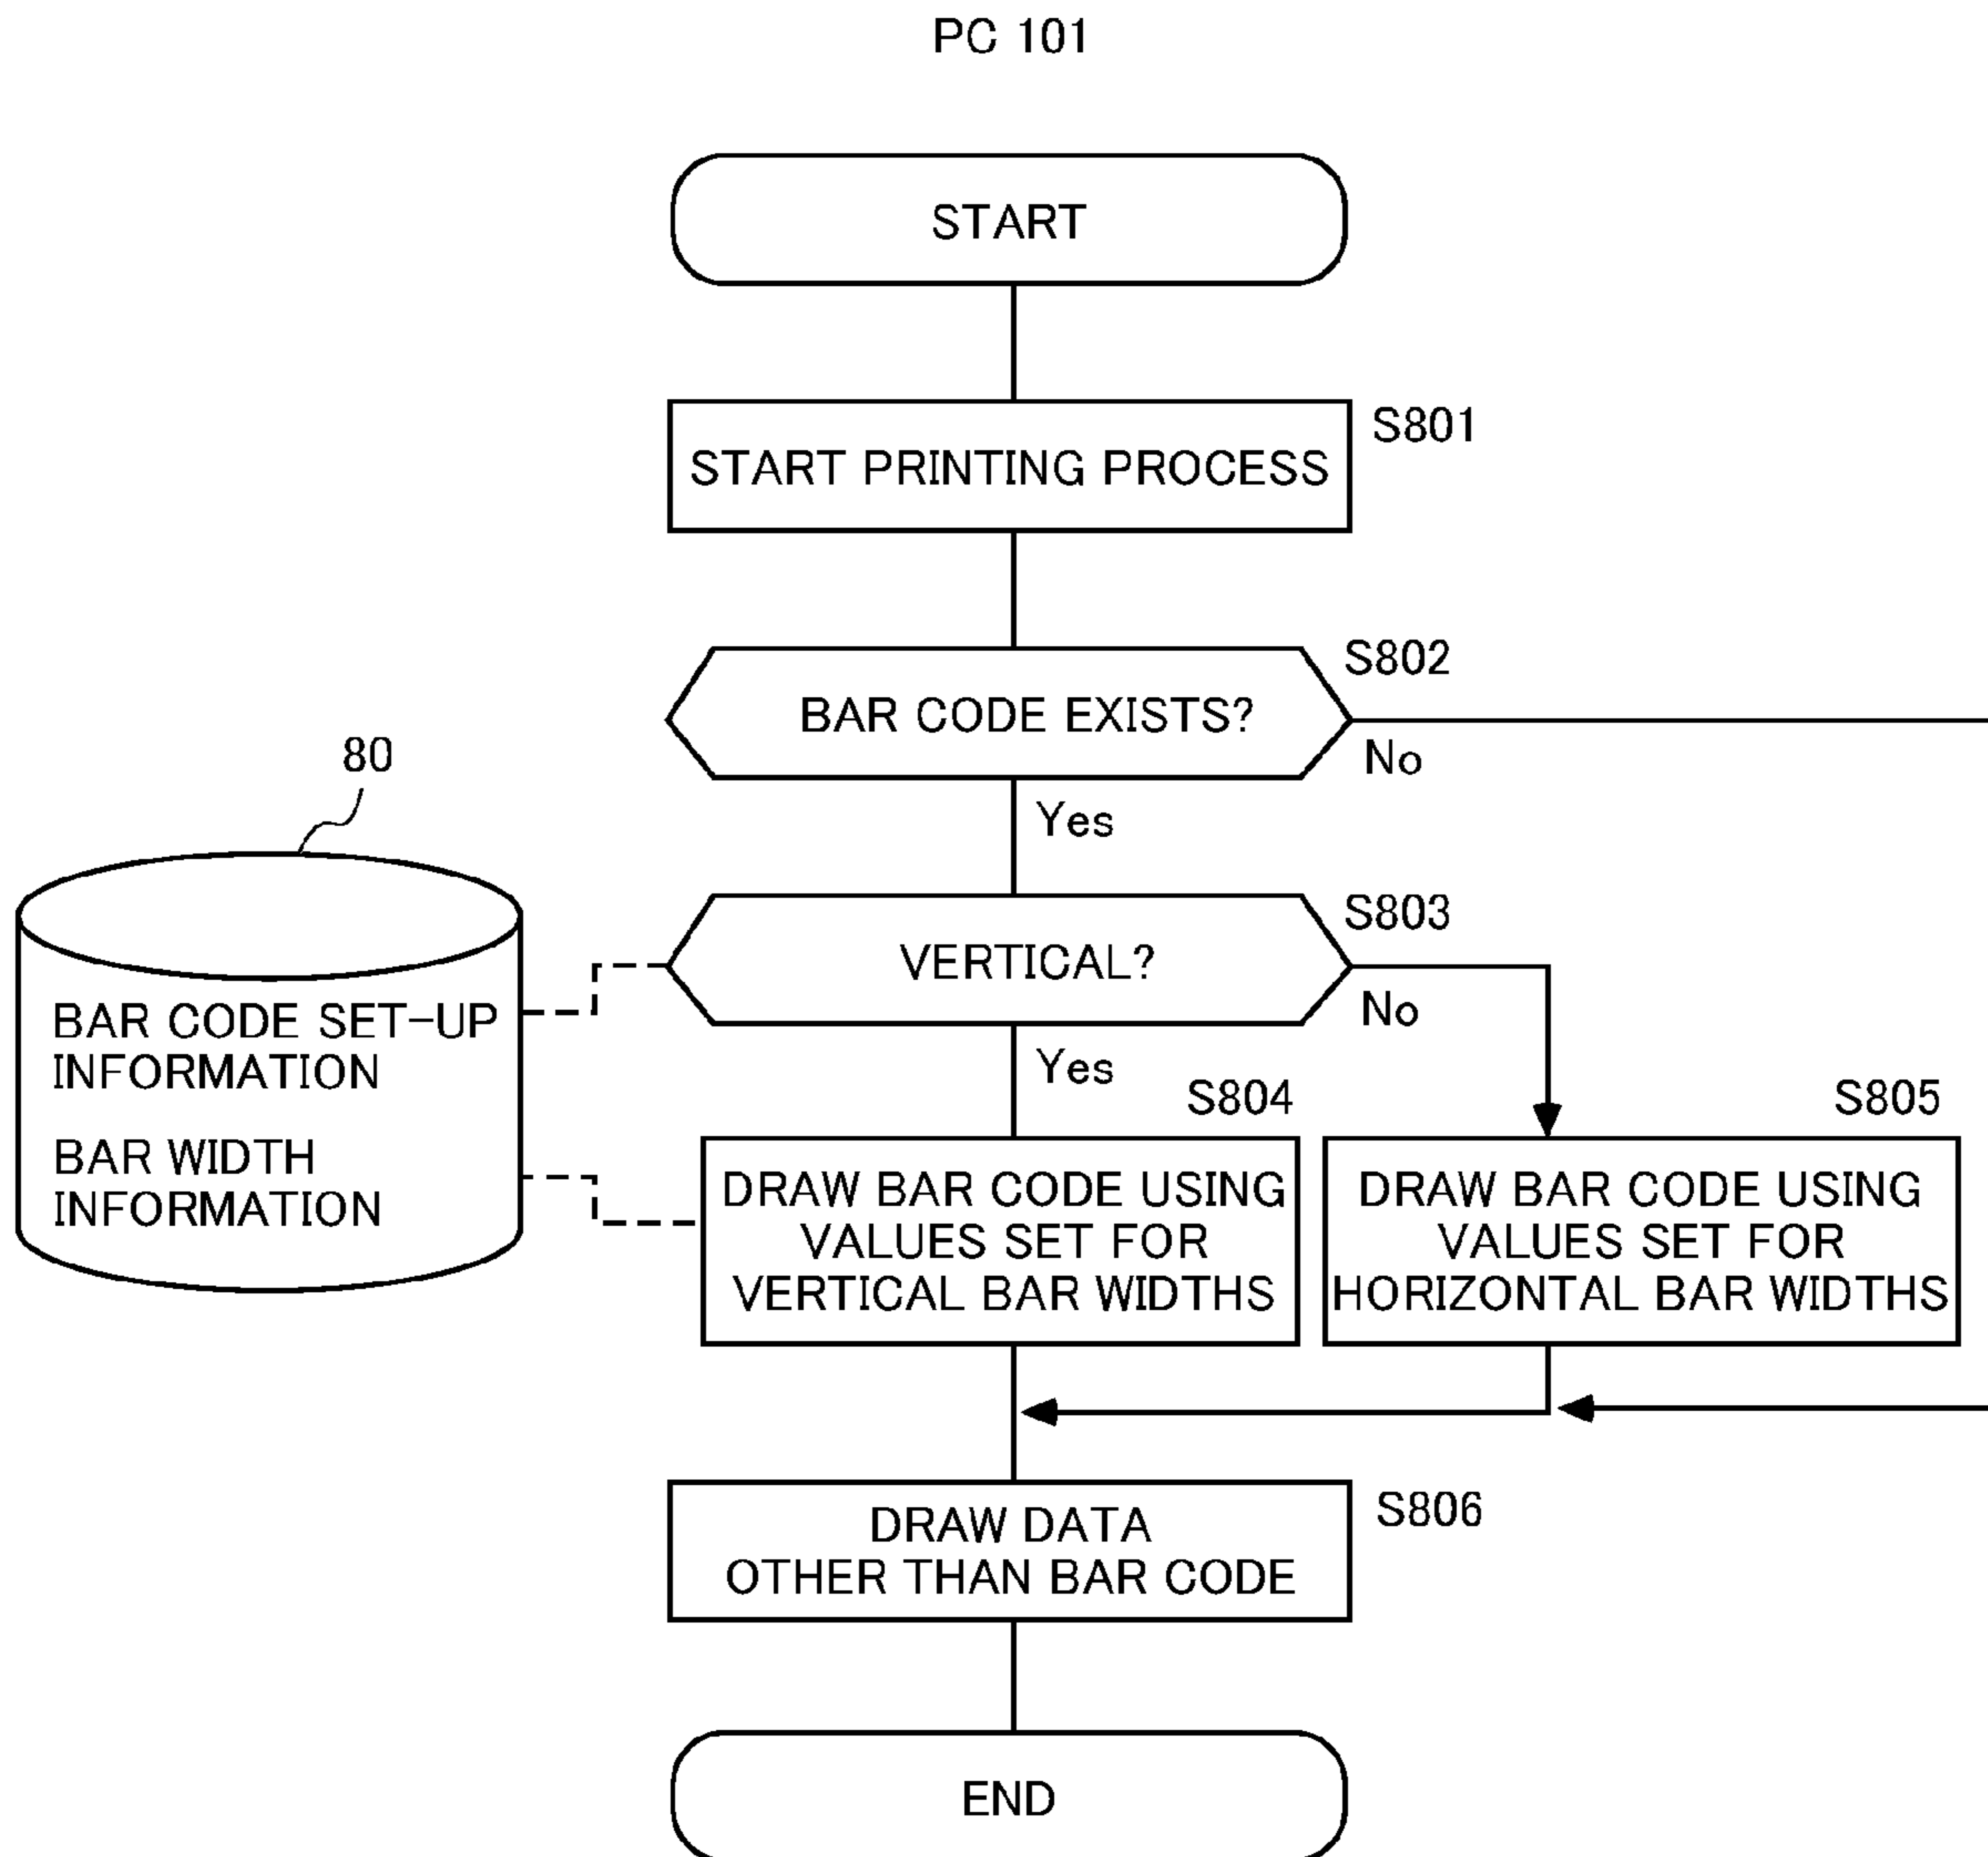 PC 101
START
S801
START PRINTING PROCESS
S802
BAR CODE EXISTS?
No
Yes
80
S803
VERTICAL?
No
Yes
BAR CODE SET-UP
INFORMATION
BAR WIDTH
INFORMATION
S804
DRAW BAR CODE USING
VALUES SET FOR
VERTICAL BAR WIDTHS
S805
DRAW BAR CODE USING
VALUES SET FOR
HORIZONTAL BAR WIDTHS
S806
DRAW DATA
OTHER THAN BAR CODE
END